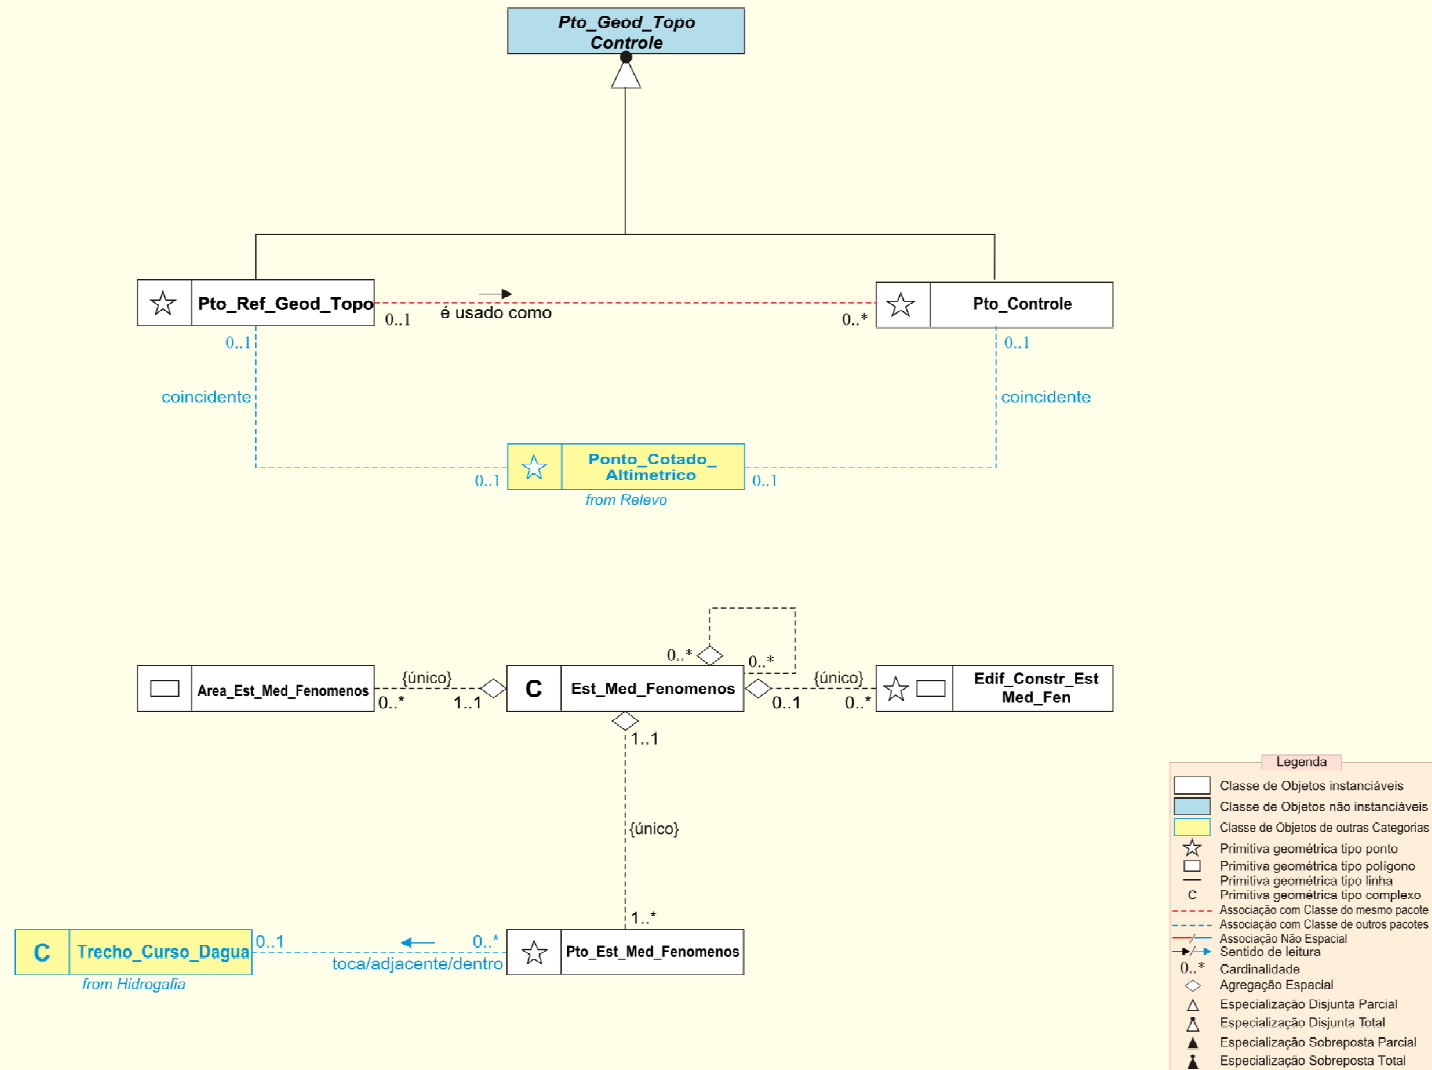 Pto_Geod_Topo
Controle
Pto_Ref_Geod_Topo
0..1
é usado como
0..*
Pto_Controle
0..1
0..1
coincidente
coincidente
0..1
Ponto_Cotado_
Altimetrico
0..1
from Relevo
Area_Est_Med_Fenomenos
{único}
0..*
1..1
C
Est_Med_Fenomenos
0..*
0..*
0..1
{único}
0..*
Edif_Constr_Est
Med_Fen
1..1
{único}
1..*
C
Trecho_Curso_Dagua
0..1
0..*
toca/adjacente/dentro
Pto_Est_Med_Fenomenos
from Hidrogafia
Legenda
Classe de Objetos instanciáveis
Classe de Objetos não instanciáveis
Classe de Objetos de outras Categorias
Primitiva geométrica tipo ponto
Primitiva geométrica tipo polígono
Primitiva geométrica tipo linha
C Primitiva geométrica tipo complexo
Associação com Classe do mesmo pacote
Associação com Classe de outros pacotes
Associação Não Espacial
Sentido de leitura
0..* Cardinalidade
Agregação Espacial
Especialização Disjunta Parcial
Especialização Disjunta Total
Especialização Sobreposta Parcial
Especialização Sobreposta Total